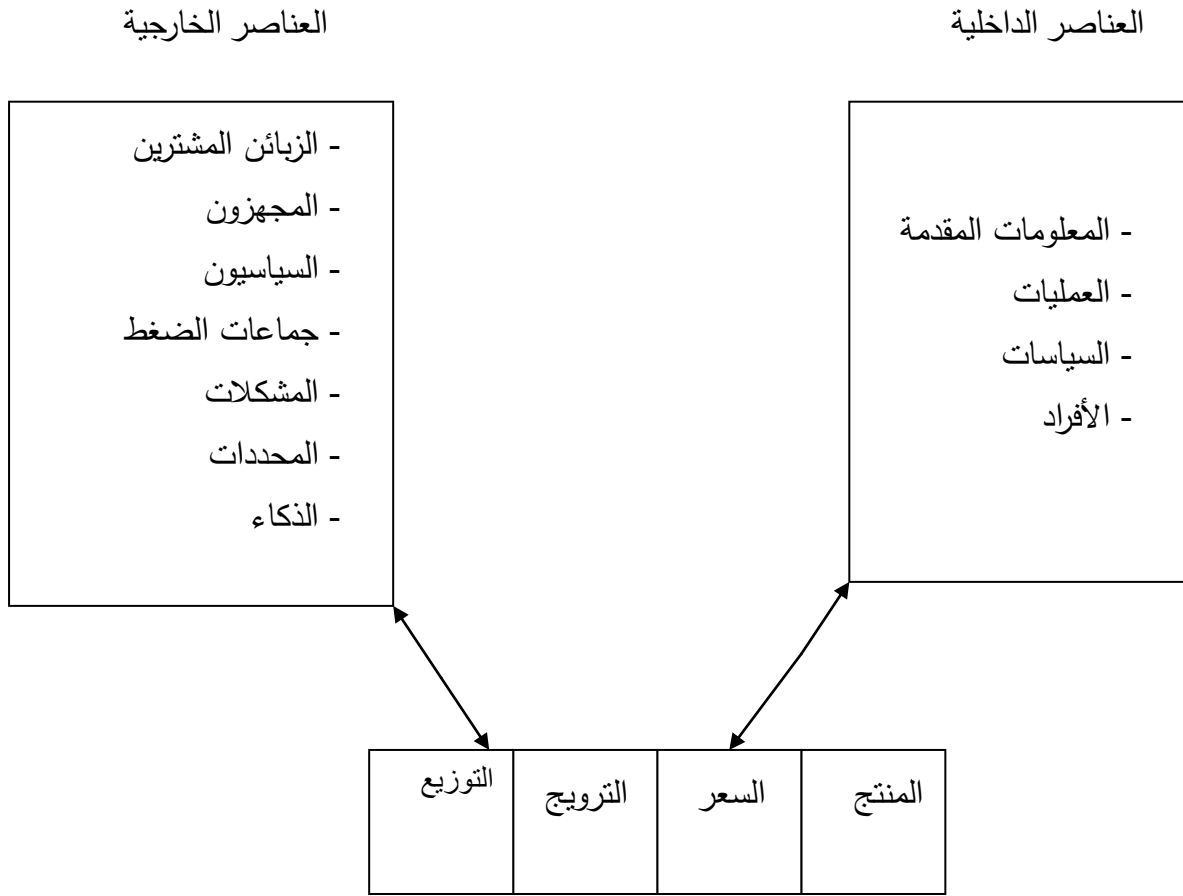 العناصر الداخلية
العناصر الخارجية
- المعلومات المقدمة
- العمليات
- السياسات
- الأفراد
- الزبائن المشترين
- المجهزون
- السياسيون
- جماعات الضغط
- المشكلات
- المحددات
- الذكاء
المنتج
السعر
الترويج
التوزيع